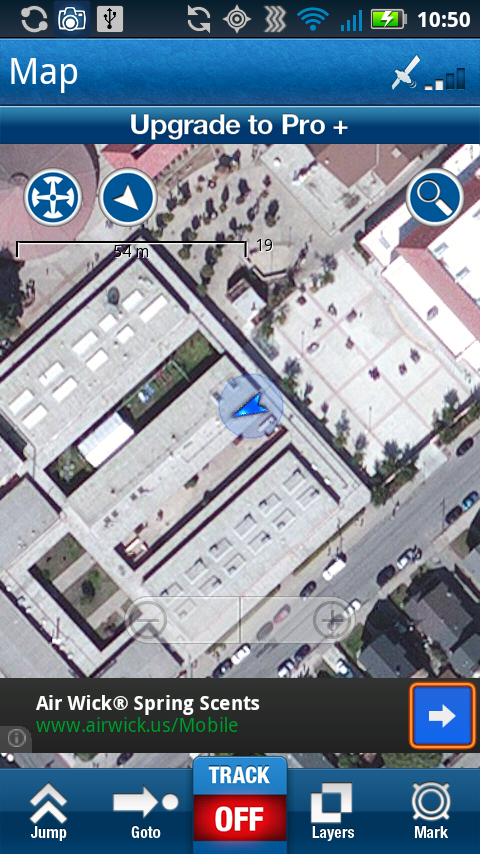 10:50
Map
Upgrade to Pro +
19
54 m
Air Wick® Spring Scents
www.airwick.us/Mobile
TRACK
OFF
Jump
Goto
Layers
Mark